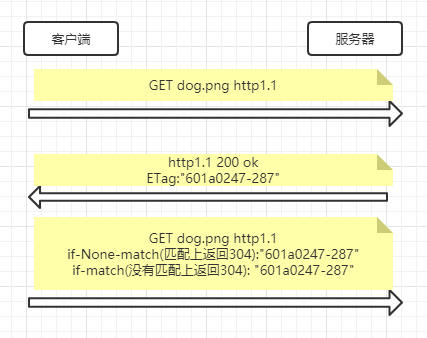 客户端
服务器
GET dog.png http1.1
http1.1 200 ok
ETag:"601a0247-287"
GET dog.png http1.1
if-None-match(匹配上返回304):"601a0247-287"
if-match(没有匹配上返回304): "601a0247-287"